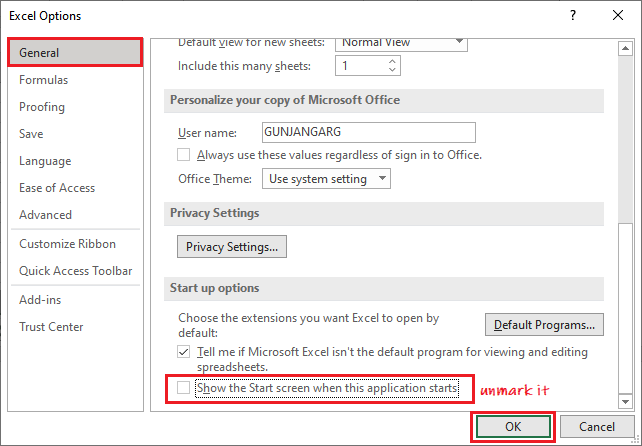 Excel Options
?
General
Formulas
Proofing
Save
Language
Ease of Access
Advanced
Customize Ribbon
Quick Access Toolbar
Add-ins
Trust Center
Default view for new sheets: Normal View
Include this many sheets: 1
Personalize your copy of Microsoft Office
User name: GUNJANGARG
Always use these values regardless of sign in to Office.
Office Theme: Use system setting
Privacy Settings
Privacy Settings...
Start up options
Choose the extensions you want Excel to open by
default:
Default Programs...
Tell me if Microsoft Excel isn't the default program for viewing and editing
spreadsheets.
Show the Start screen when this application starts
unmark it
OK
Cancel